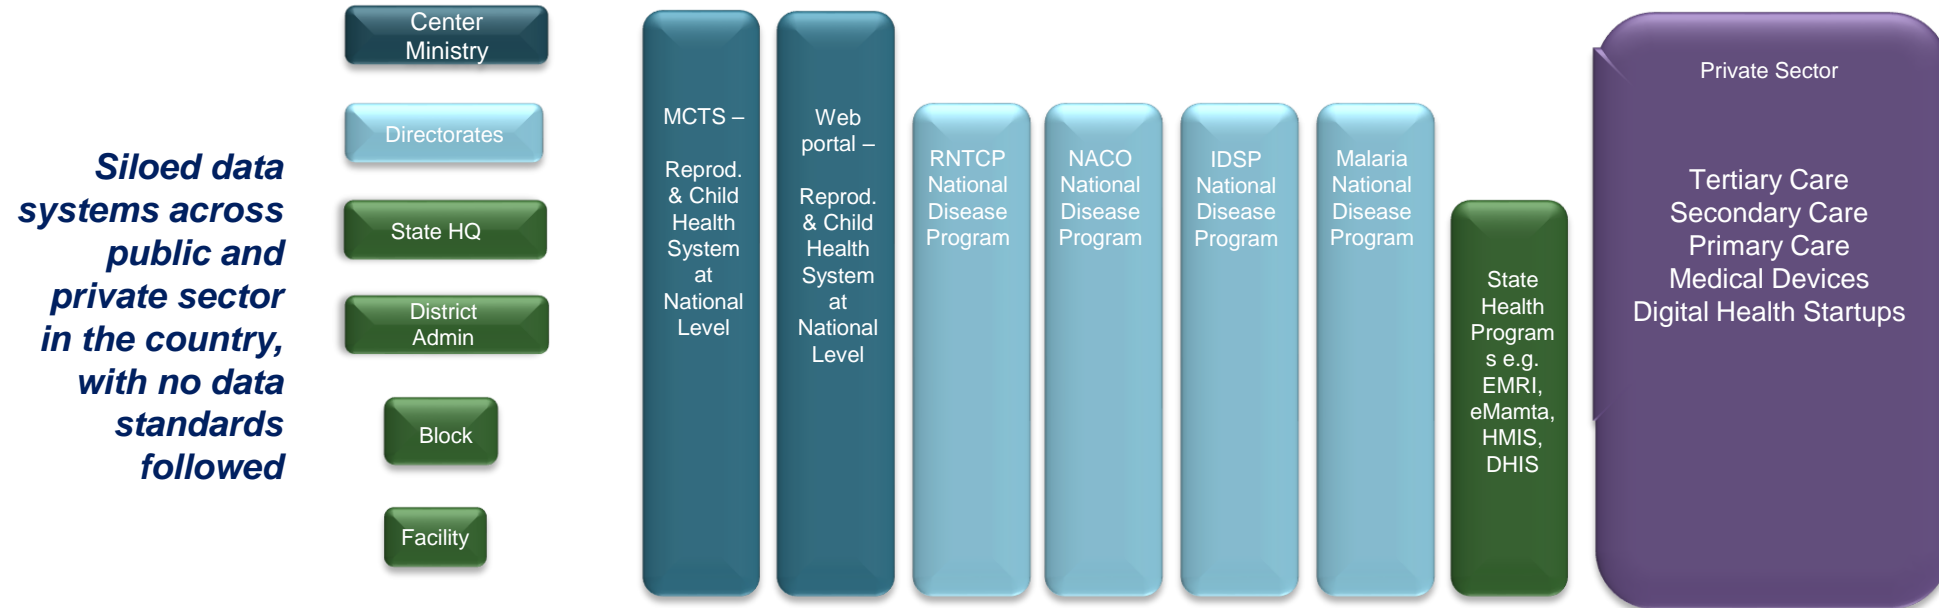 Siloed data
systems across
public and
private sector
in the country,
with no data
standards
followed
Center
Ministry
Directorates
State HQ
District
Admin
Block
Facility
MCTS –
Reprod.
& Child
Health
System
at
National
Level
Web
portal –
Reprod.
& Child
Health
System
at
National
Level
RNTCP
National
Disease
Program
NACO
National
Disease
Program
IDSP
National
Disease
Program
Malaria
National
Disease
Program
State
Health
Program
s e.g.
EMRI,
eMamta,
HMIS,
DHIS
Private Sector
Tertiary Care
Secondary Care
Primary Care
Medical Devices
Digital Health Startups